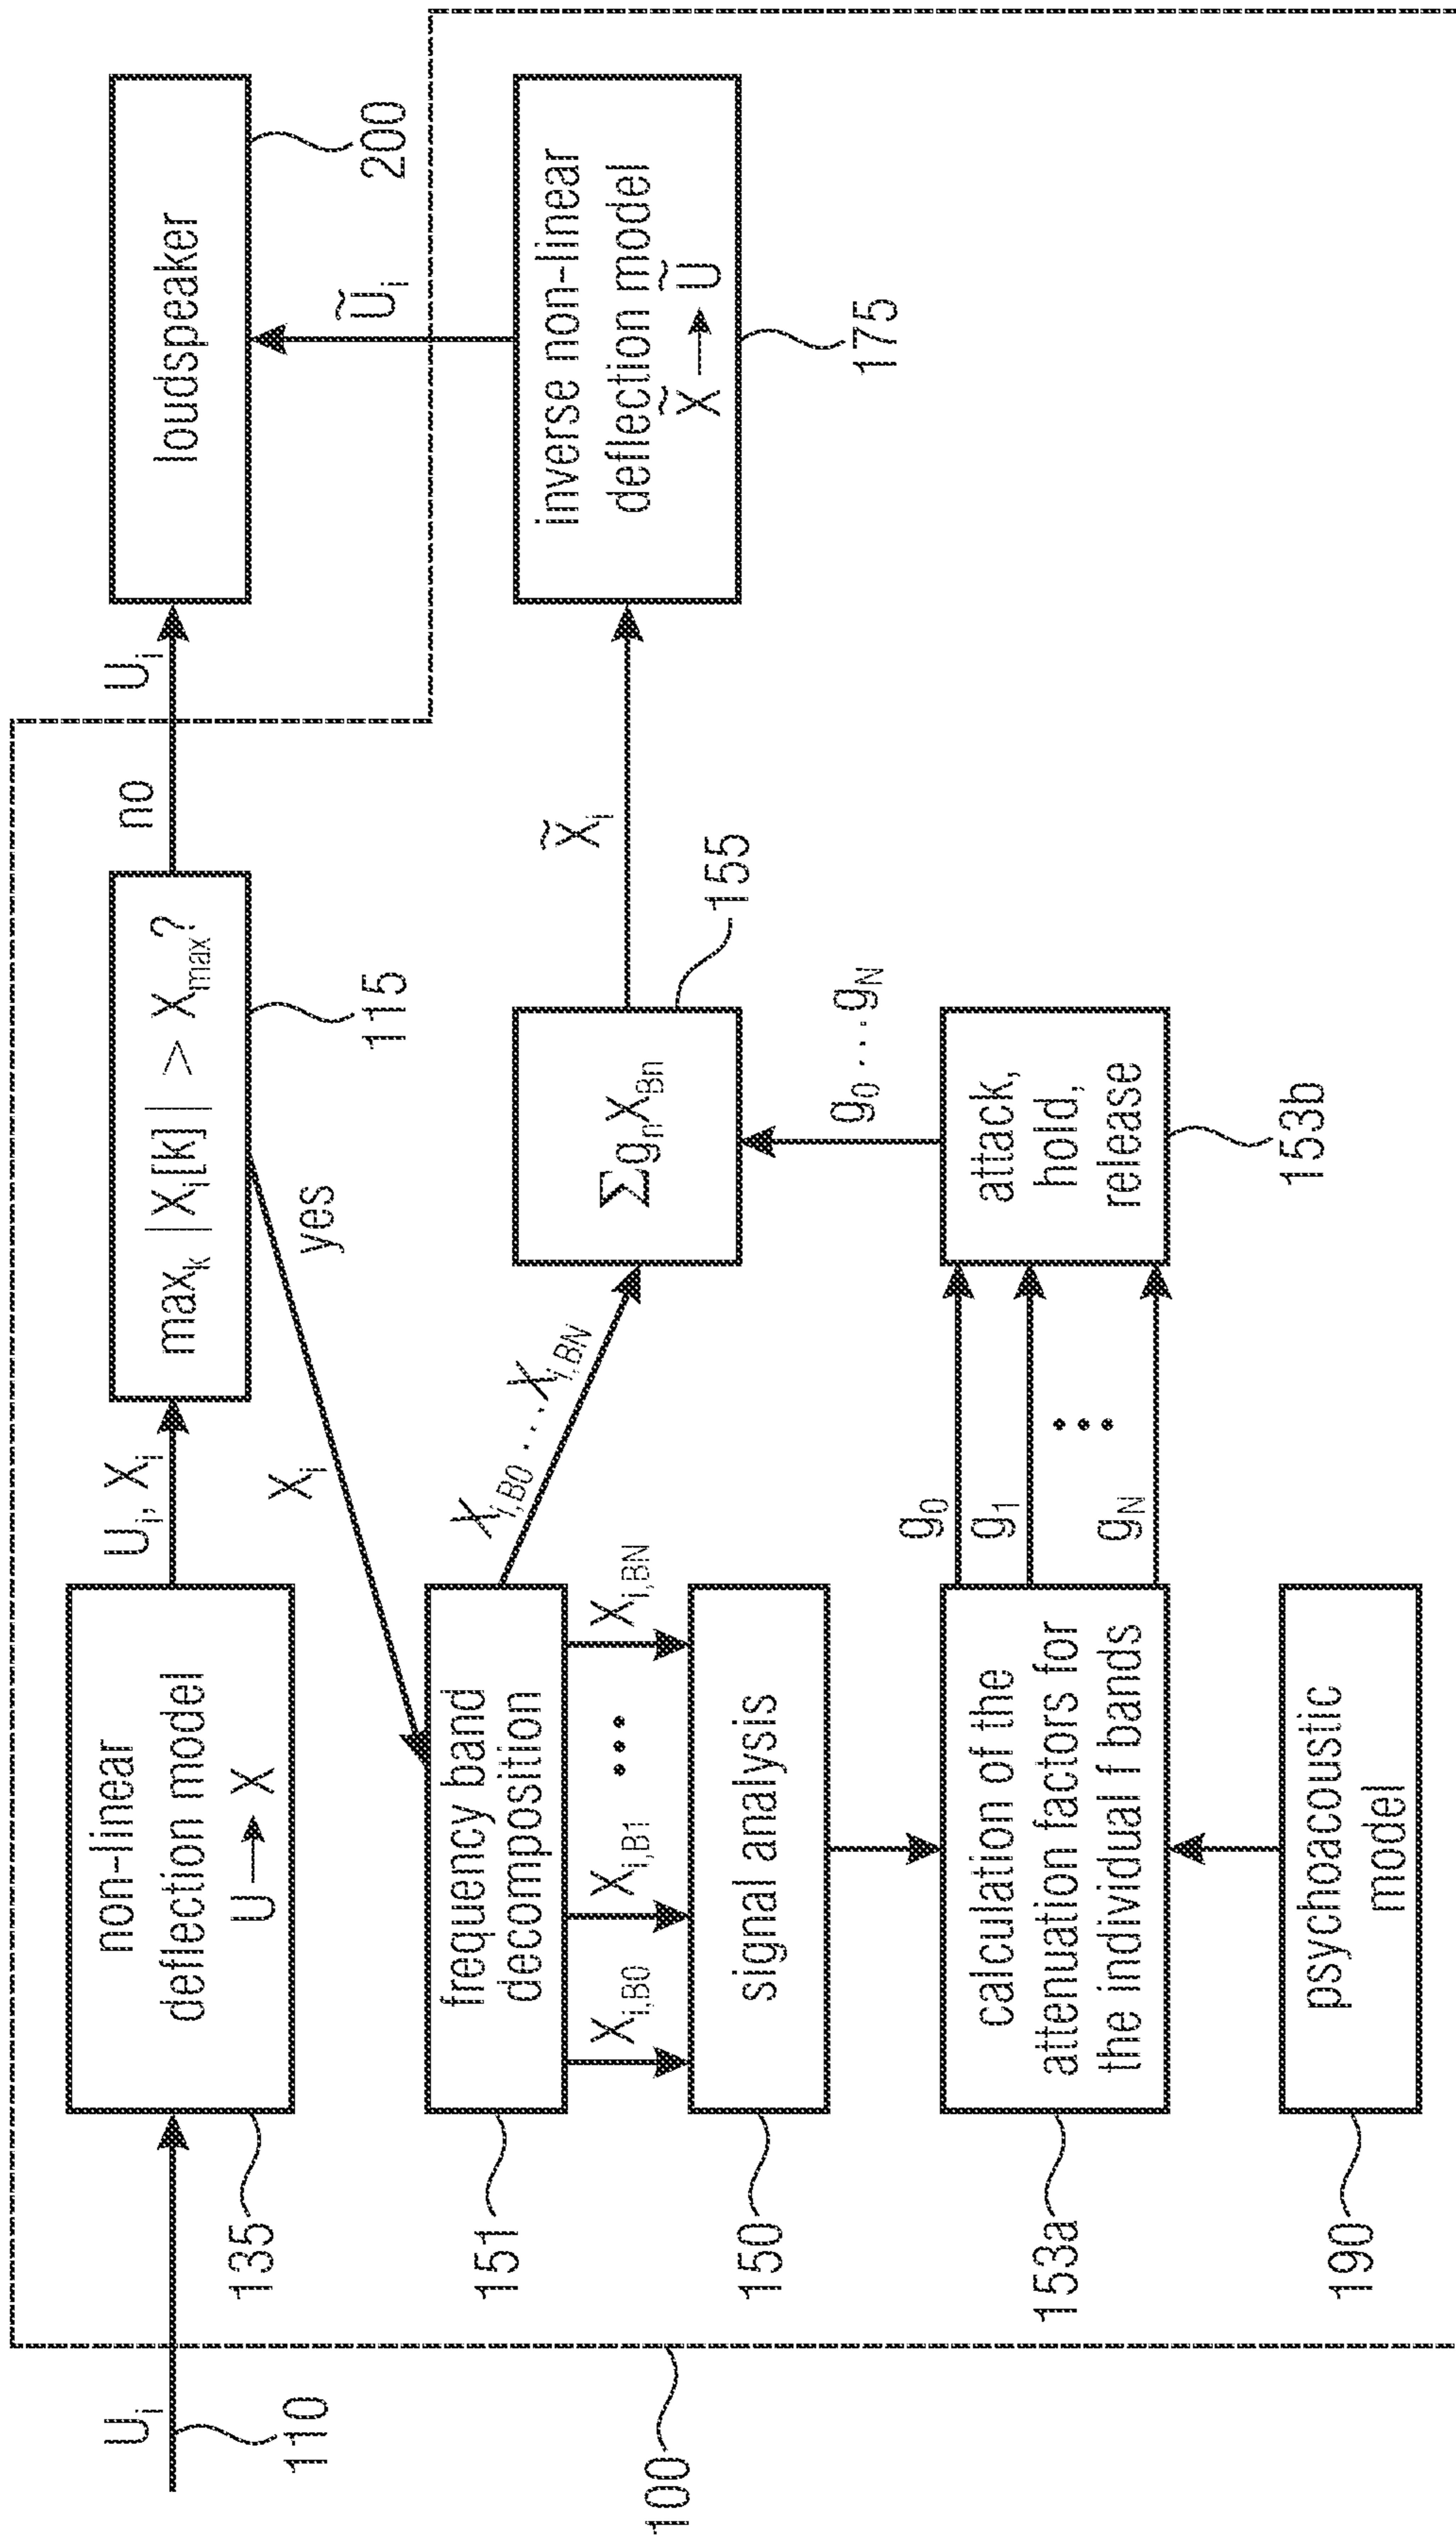 U_i
110
100
non-linear
deflection model
U → X
135
U_i, X_i
max_k |X_i[k]| > X_max?
115
no
U_i
loudspeaker
200
yes
X_i
frequency band
decomposition
151
X_i,B0
X_i,B1
...
X_i,BN
X_i,B0 ... X_i,BN
signal analysis
150
calculation of the
attenuation factors for
the individual f bands
153a
psychoacoustic
model
190
g_0
g_1
...
g_N
attack,
hold,
release
153b
g_0 ... g_N
Σg_nX_Bn
155
X̃_i
inverse non-linear
deflection model
X̃ → Ũ
175
Ũ_i